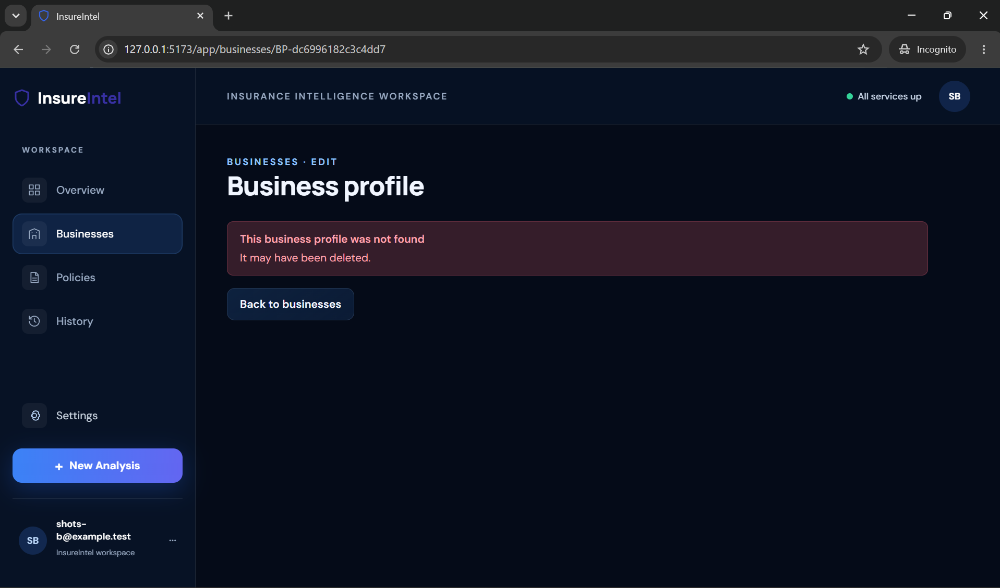 InsureIntel
127.0.0.1:5173/app/businesses/BP-dc6996182c3c4dd7
Incognito
InsureIntel
INSURANCE INTELLIGENCE WORKSPACE
All services up
SB
WORKSPACE
Overview
Businesses
Policies
History
Settings
+ New Analysis
SB
shots-
b@example.test
InsureIntel workspace
...
BUSINESSES · EDIT
Business profile
This business profile was not found
It may have been deleted.
Back to businesses